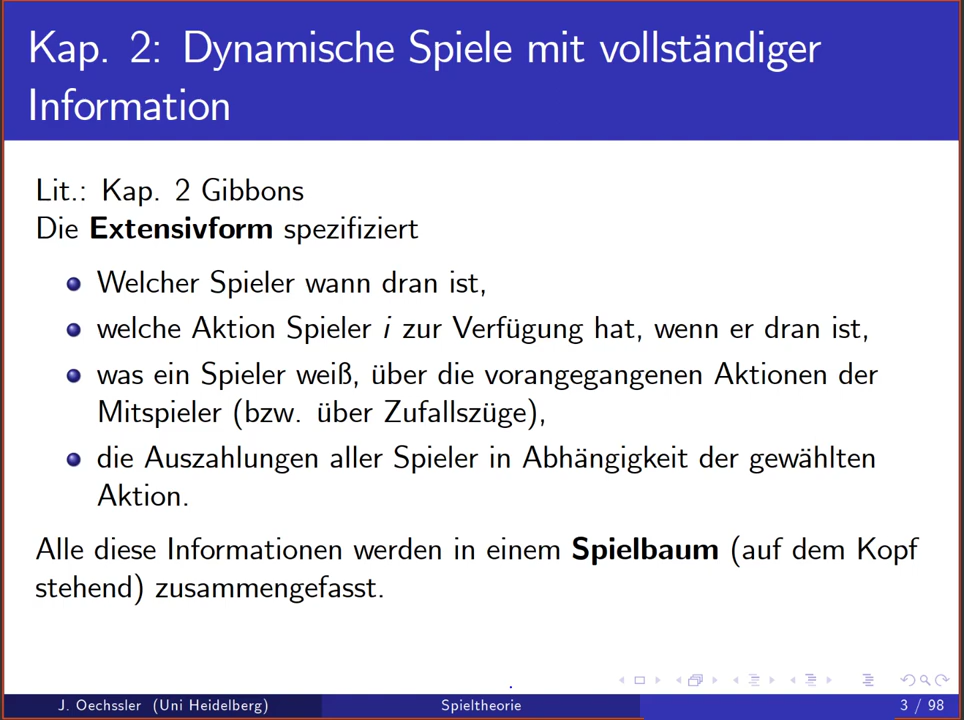 Kap. 2: Dynamische Spiele mit vollständiger
Information
Lit.: Kap. 2 Gibbons
Die Extensivform spezifiziert
Welcher Spieler wann dran ist,
welche Aktion Spieler i zur Verfügung hat, wenn er dran ist,
was ein Spieler weiß, über die vorangegangenen Aktionen der
Mitspieler (bzw. über Zufallszüge),
die Auszahlungen aller Spieler in Abhängigkeit der gewählten
Aktion.
Alle diese Informationen werden in einem Spielbaum (auf dem Kopf
stehend) zusammengefasst.
J. Oechssler (Uni Heidelberg) Spieltheorie 3 / 98